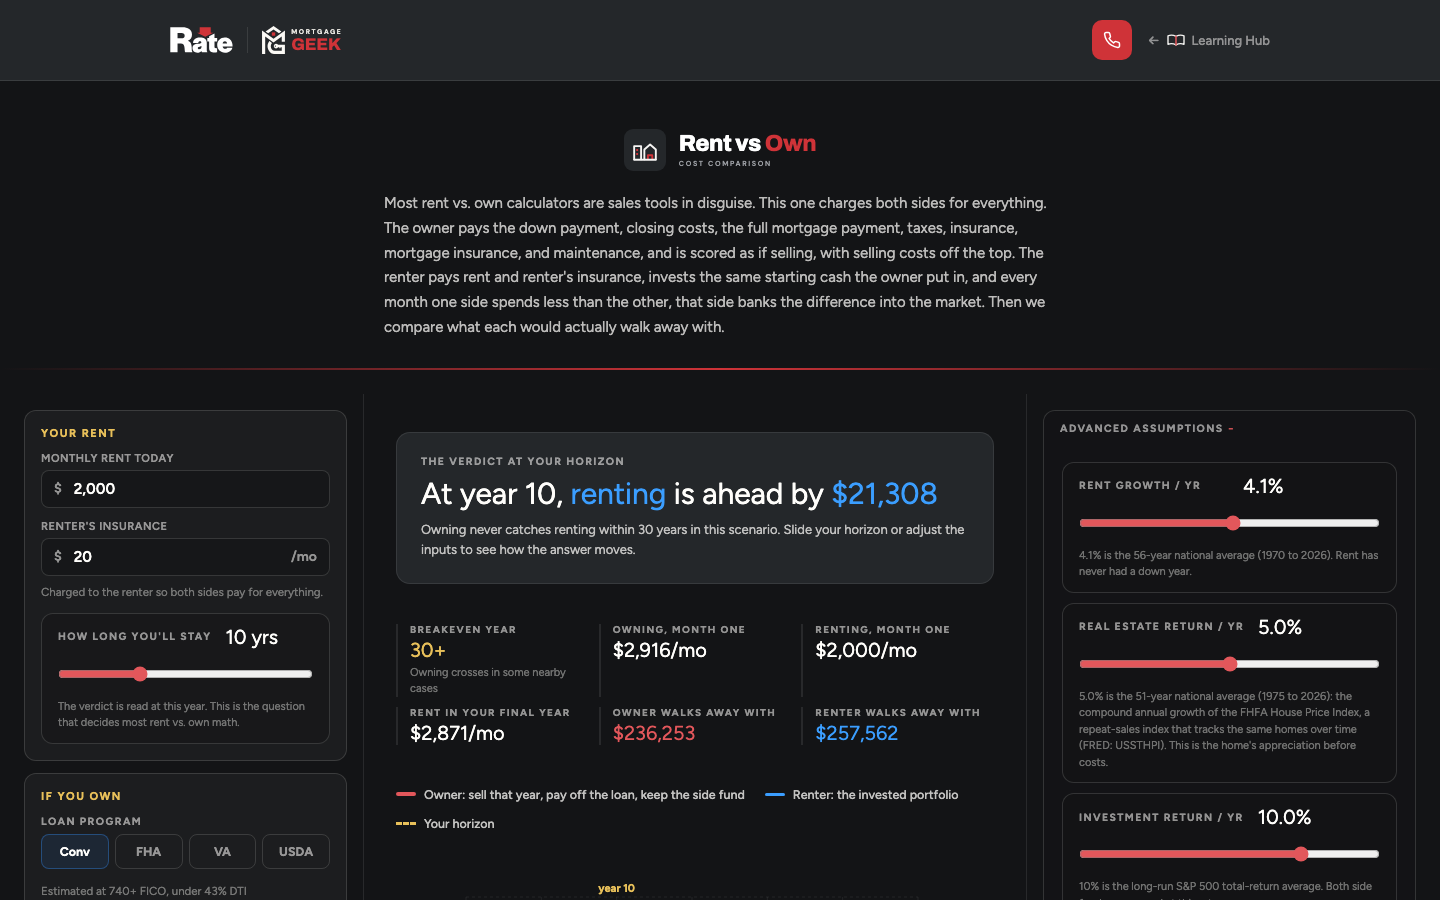 Rate
MORTGAGE
GEEK
Learning Hub
Rent vs Own
COST COMPARISON
Most rent vs. own calculators are sales tools in disguise. This one charges both sides for everything.
The owner pays the down payment, closing costs, the full mortgage payment, taxes, insurance,
mortgage insurance, and maintenance, and is scored as if selling, with selling costs off the top. The
renter pays rent and renter's insurance, invests the same starting cash the owner put in, and every
month one side spends less than the other, that side banks the difference into the market. Then we
compare what each would actually walk away with.
YOUR RENT
MONTHLY RENT TODAY
$ 2,000
RENTER'S INSURANCE
$ 20 /mo
Charged to the renter so both sides pay for everything.
HOW LONG YOU'LL STAY 10 yrs
The verdict is read at this year. This is the question
that decides most rent vs. own math.
IF YOU OWN
LOAN PROGRAM
Conv FHA VA USDA
Estimated at 740+ FICO, under 43% DTI
THE VERDICT AT YOUR HORIZON
At year 10, renting is ahead by $21,308
Owning never catches renting within 30 years in this scenario. Slide your horizon or adjust the
inputs to see how the answer moves.
BREAKEVEN YEAR
30+
Owning crosses in some nearby
cases
OWNING, MONTH ONE
$2,916/mo
RENTING, MONTH ONE
$2,000/mo
RENT IN YOUR FINAL YEAR
$2,871/mo
OWNER WALKS AWAY WITH
$236,253
RENTER WALKS AWAY WITH
$257,562
Owner: sell that year, pay off the loan, keep the side fund
Renter: the invested portfolio
Your horizon
year 10
ADVANCED ASSUMPTIONS -
RENT GROWTH / YR 4.1%
4.1% is the 56-year national average (1970 to 2026). Rent has
never had a down year.
REAL ESTATE RETURN / YR 5.0%
5.0% is the 51-year national average (1975 to 2026): the
compound annual growth of the FHFA House Price Index, a
repeat-sales index that tracks the same homes over time
(FRED: USSTHPI). This is the home's appreciation before
costs.
INVESTMENT RETURN / YR 10.0%
10% is the long-run S&P 500 total-return average. Both side